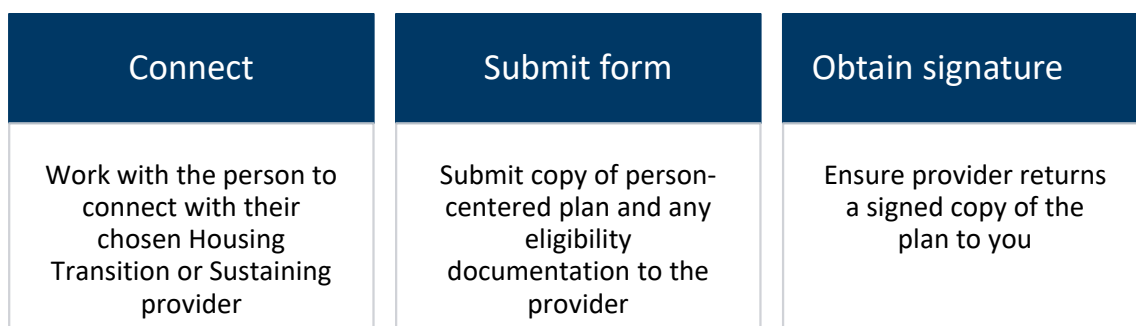 Connect
Work with the person to
connect with their
chosen Housing
Transition or Sustaining
provider
Submit form
Submit copy of person-
centered plan and any
eligibility
documentation to the
provider
Obtain signature
Ensure provider returns
a signed copy of the
plan to you